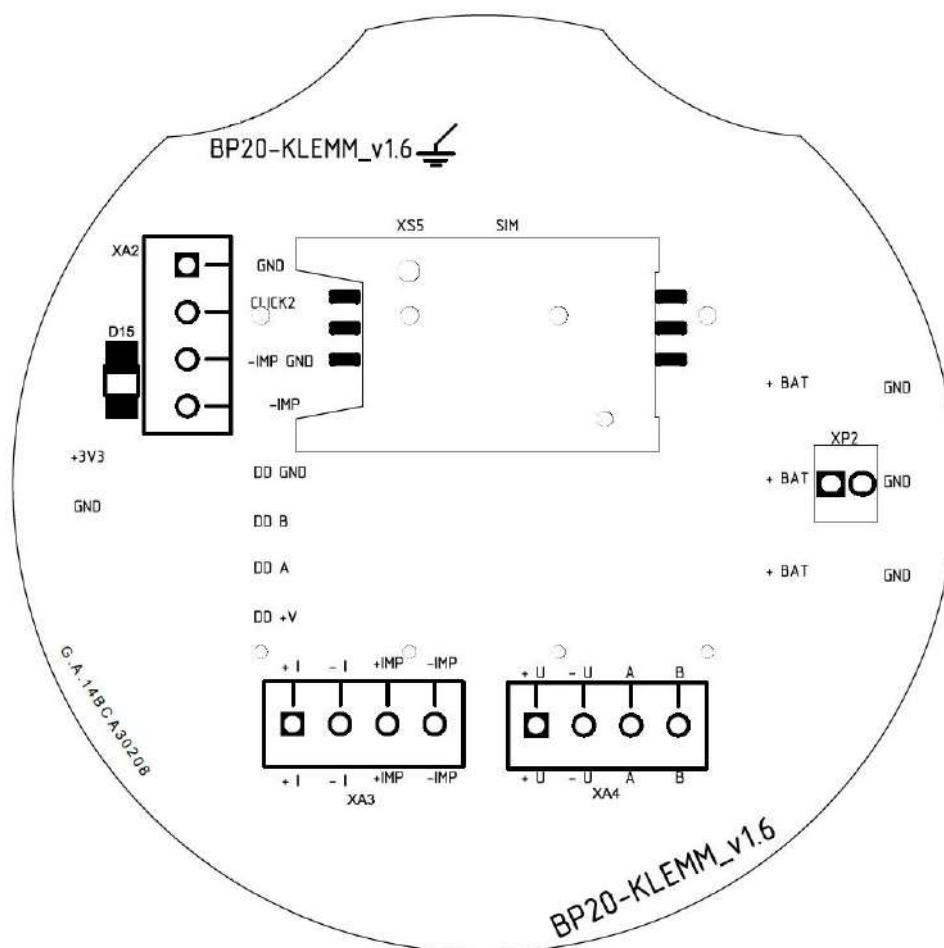 BP20-KLEMM_v1.6
XS5 SIM
XA2
GND
CLICK2
D15
-IMP GND
-IMP
+ BAT GND
XP2
+3V3
DD GND
+ BAT GND
GND
DD B
DD A
+ BAT GND
DD +V
+ I - I +IMP -IMP
+ U - U A B
+ I - I +IMP -IMP
+ U - U A B
XA3
XA4
G.A.14BCA30208
BP20-KLEMM_v1.6